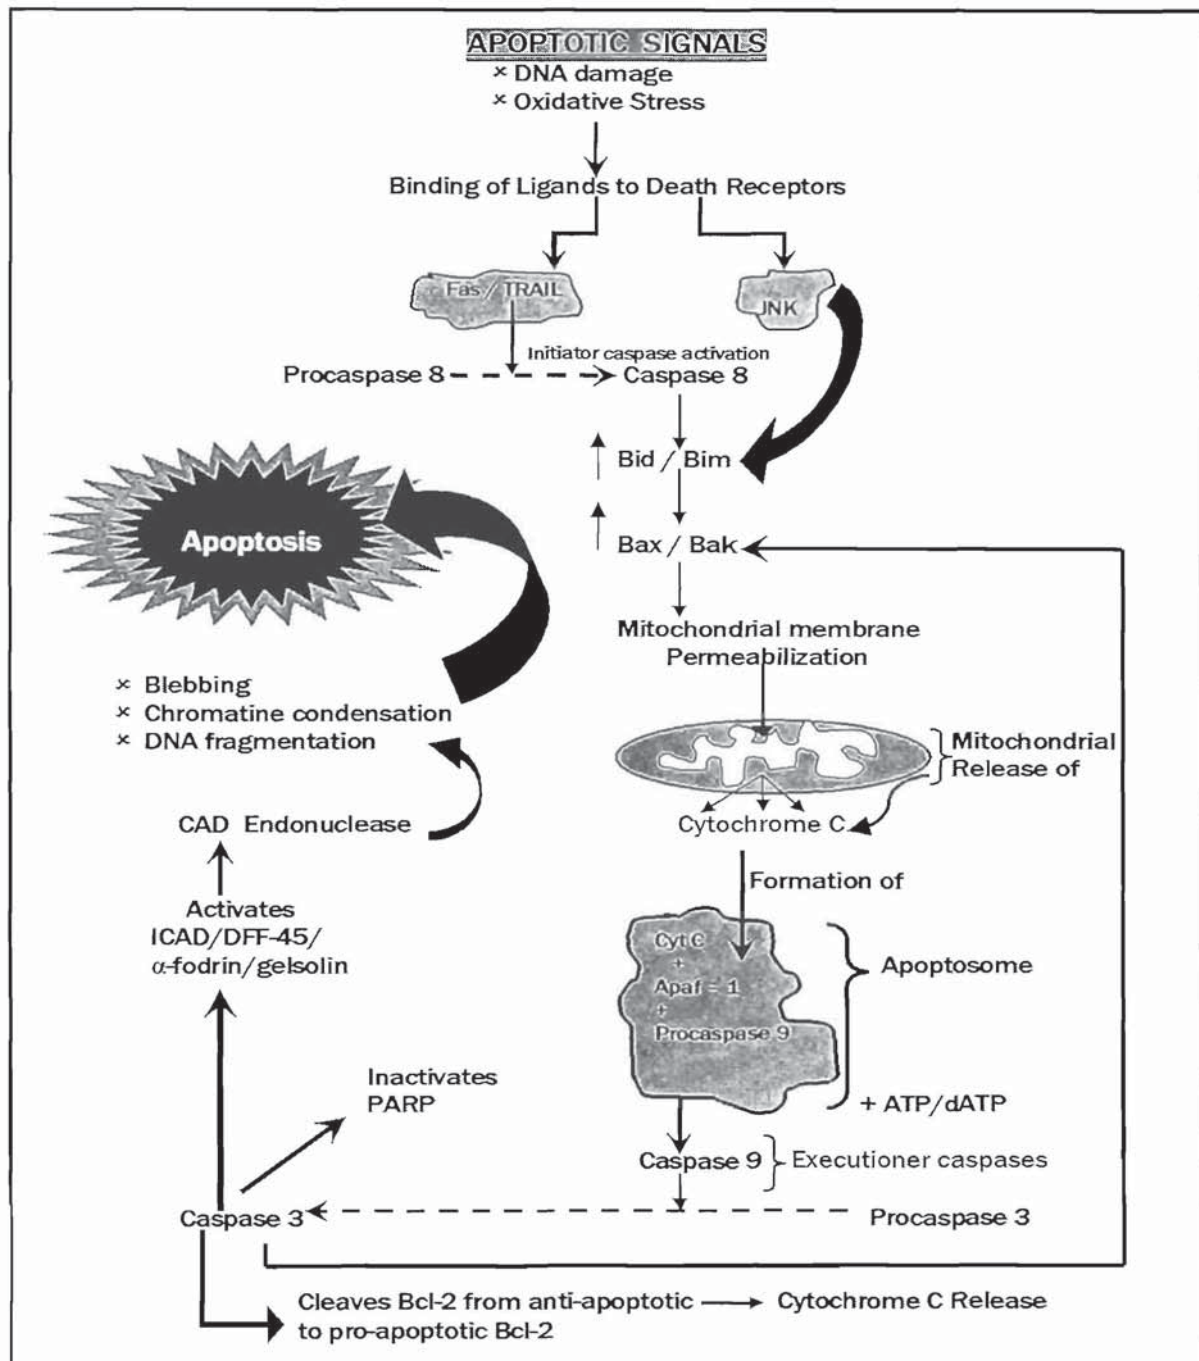 APOPTOTIC SIGNALS
× DNA damage
× Oxidative Stress
Binding of Ligands to Death Receptors
Fas / TRAIL
JNK
Initiator caspase activation
Procaspase 8
Caspase 8
Bid / Bim
Apoptosis
Bax / Bak
Mitochondrial membrane
Permeabilization
× Blebbing
× Chromatine condensation
× DNA fragmentation
Mitochondrial
Release of
CAD Endonuclease
Cytochrome C
Formation of
Activates
ICAD/DFF-45/
α-fodrin/gelsolin
Cyt C
+
Apaf - 1
+
Procaspase 9
Apoptosome
Inactivates
PARP
+ ATP/dATP
Caspase 9
Executioner caspases
Caspase 3
Procaspase 3
Cleaves Bcl-2 from anti-apoptotic
to pro-apoptotic Bcl-2
Cytochrome C Release